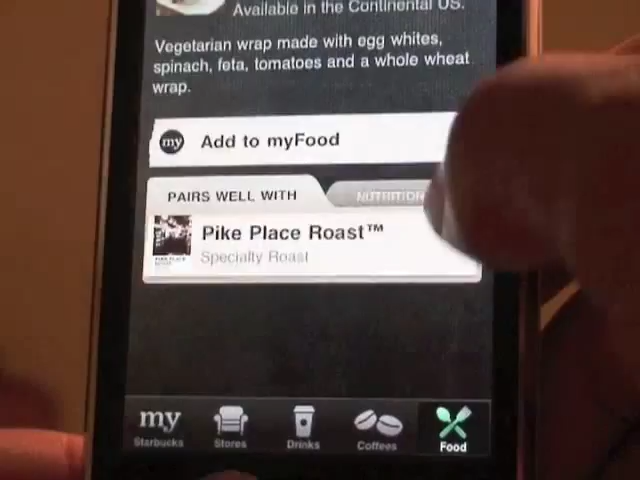 Available in the Continental US.
Vegetarian wrap made with egg whites,
spinach, feta, tomatoes and a whole wheat
wrap.
my Add to myFood
PAIRS WELL WITH NUTRITION
Pike Place Roast™
Specialty Roast
my
Starbucks Stores Drinks Coffees Food